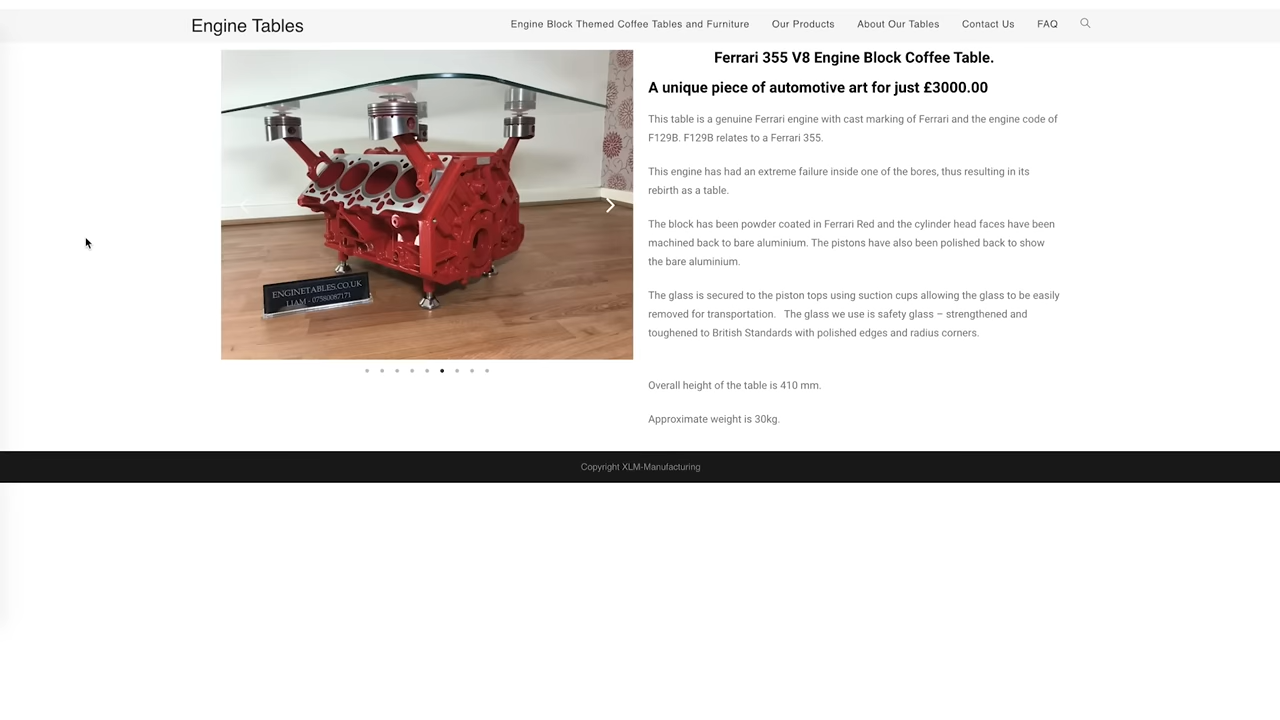 Engine Tables
Engine Block Themed Coffee Tables and Furniture Our Products About Our Tables Contact Us FAQ
ENGINETABLES.CO.UK
LIAM - 07580087171
Ferrari 355 V8 Engine Block Coffee Table.
A unique piece of automotive art for just £3000.00
This table is a genuine Ferrari engine with cast marking of Ferrari and the engine code of
F129B. F129B relates to a Ferrari 355.
This engine has had an extreme failure inside one of the bores, thus resulting in its
rebirth as a table.
The block has been powder coated in Ferrari Red and the cylinder head faces have been
machined back to bare aluminium. The pistons have also been polished back to show
the bare aluminium.
The glass is secured to the piston tops using suction cups allowing the glass to be easily
removed for transportation. The glass we use is safety glass – strengthened and
toughened to British Standards with polished edges and radius corners.
Overall height of the table is 410 mm.
Approximate weight is 30kg.
Copyright XLM-Manufacturing